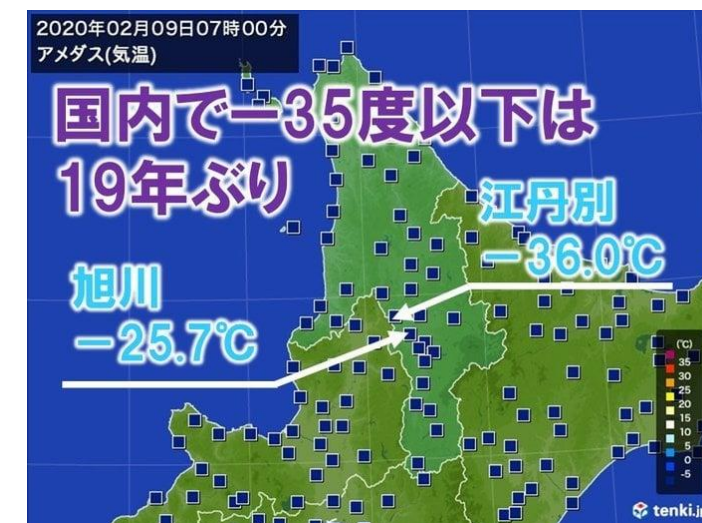 2020年02月09日07時00分
アメダス(気温)
国内で－35度以下は
19年ぶり
江丹別
－36.0℃
旭川
－25.7℃
(℃)
35
30
25
20
15
10
5
0
-5
tenki.jp